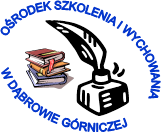 OŚRODEK SZKOLENIA I WYCHOWANIA
W DĄBROWIE GÓRNICZEJ